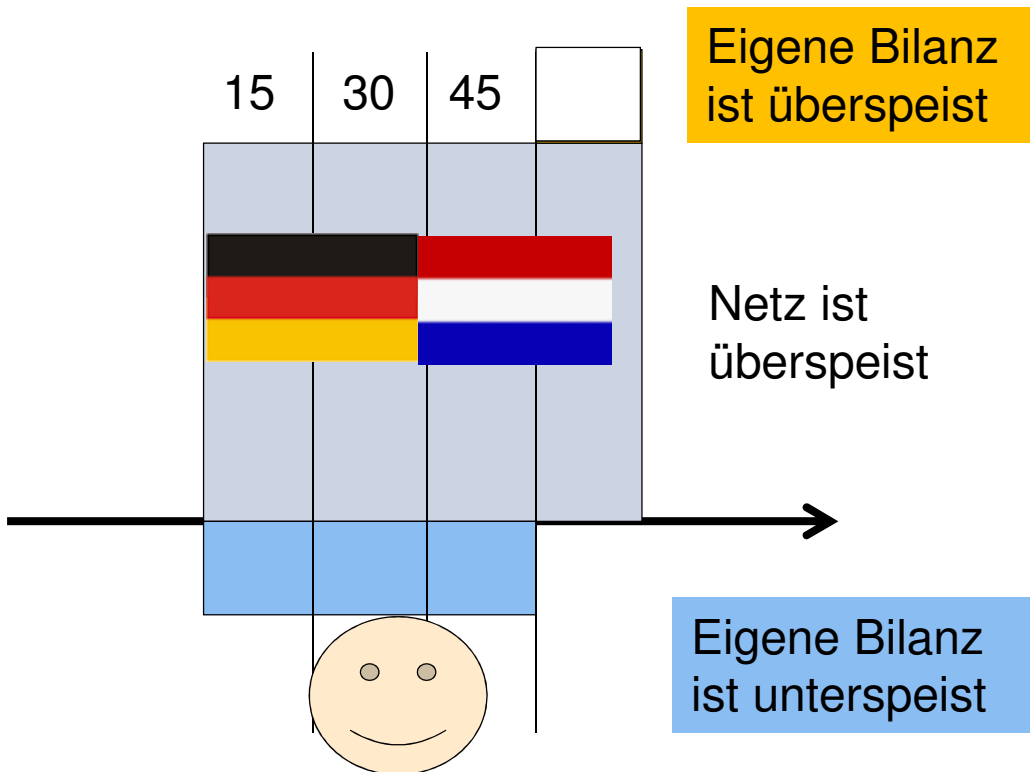 15 30 45
Eigene Bilanz
ist überspeist
Netz ist
überspeist
Eigene Bilanz
ist unterspeist